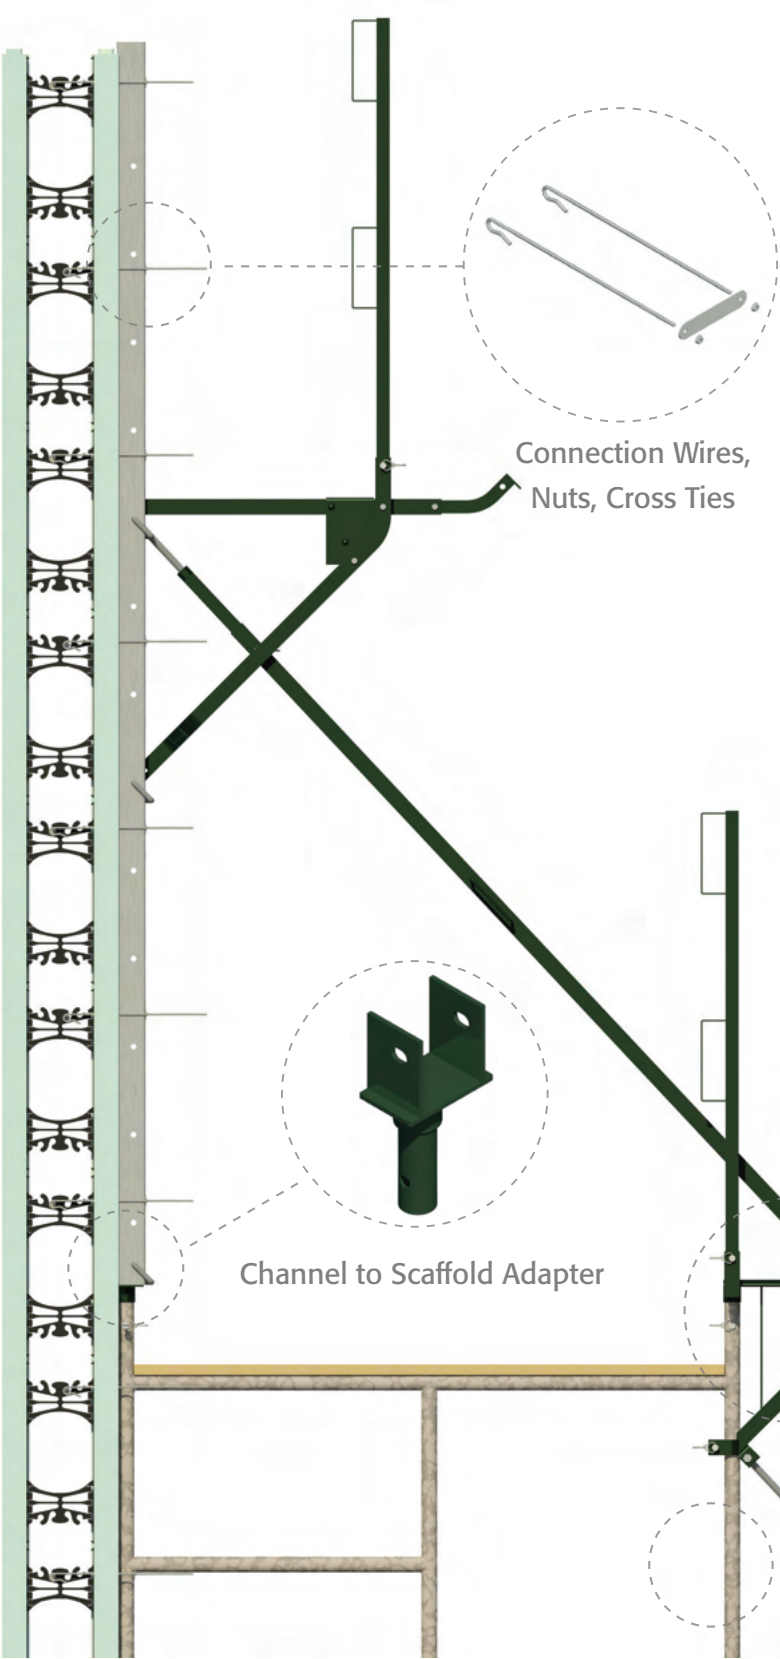 Connection Wires,
Nuts, Cross Ties
Channel to Scaffold Adapter